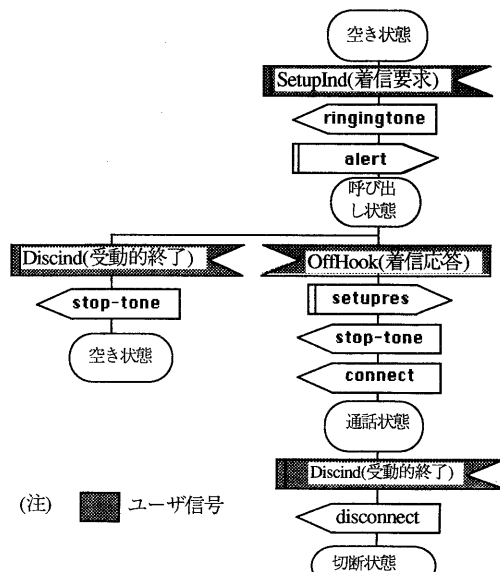 空き状態
SetupInd(着信要求)
ringingtone
alert
呼び出
し状態
Discind(受動的終了)
OffHook(着信応答)
stop-tone
setupres
空き状態
stop-tone
connect
通話状態
Discind(受動的終了)
(注)
ユーザ信号
disconnect
切断状態